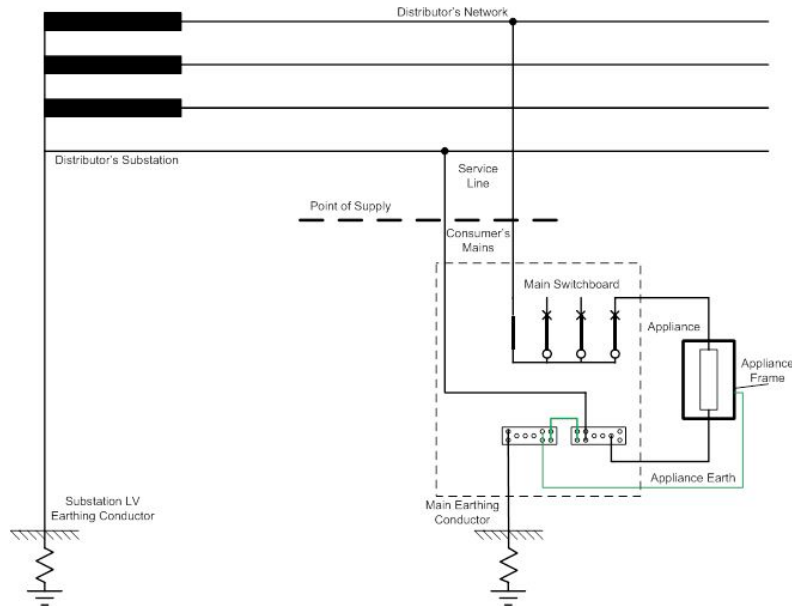 Distributor's Network
Distributor's Substation
Service
Line
Point of Supply
Consumer's
Mains
Main Switchboard
Appliance
Appliance
Frame
Appliance Earth
Substation LV
Earthing Conductor
Main Earthing
Conductor